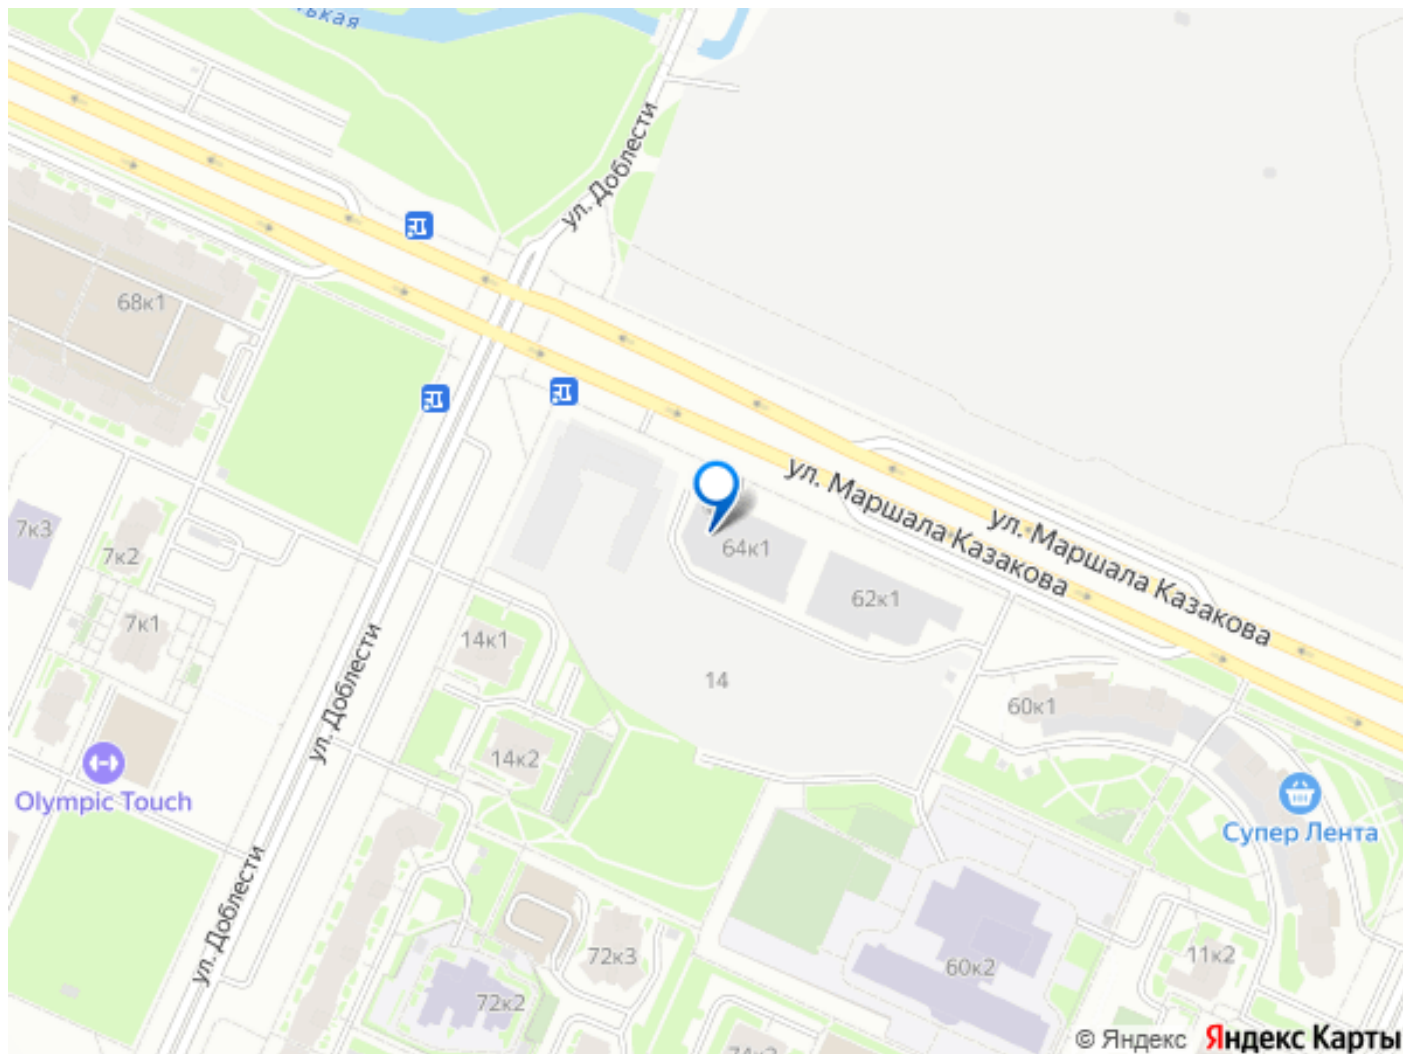 ул. Доблести
68к1
ул. Маршала Казакова
ул. Маршала Казакова
7к3
7к2
64к1
62к1
7к1
14к1
14
60к1
ул. Доблести
14к2
Olympic Touch
Супер Лента
ул. Доблести
72к3
60к2
11к2
72к2
© Яндекс Яндекс Карты